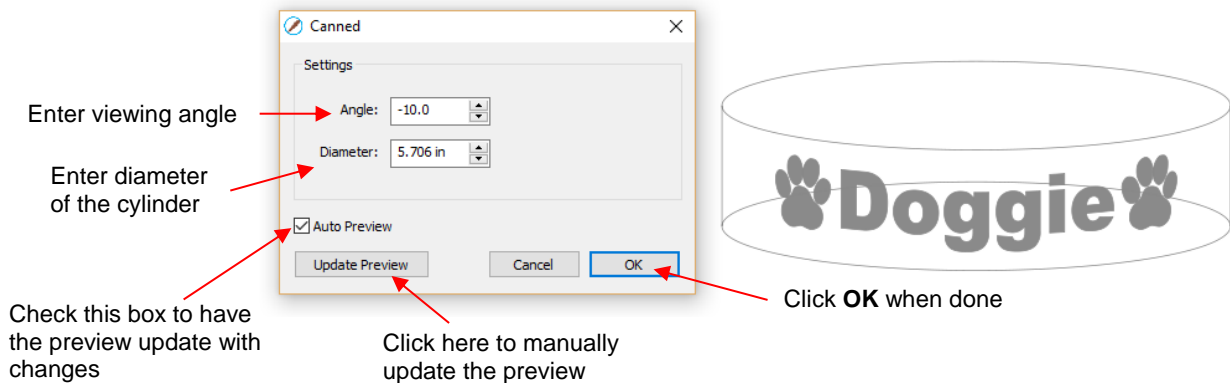 Canned
Settings
Enter viewing angle
Angle: -10.0
Diameter: 5.706 in
Enter diameter
of the cylinder
Doggie
Auto Preview
Update Preview Cancel OK
Check this box to have
the preview update with
changes
Click here to manually
update the preview
Click OK when done